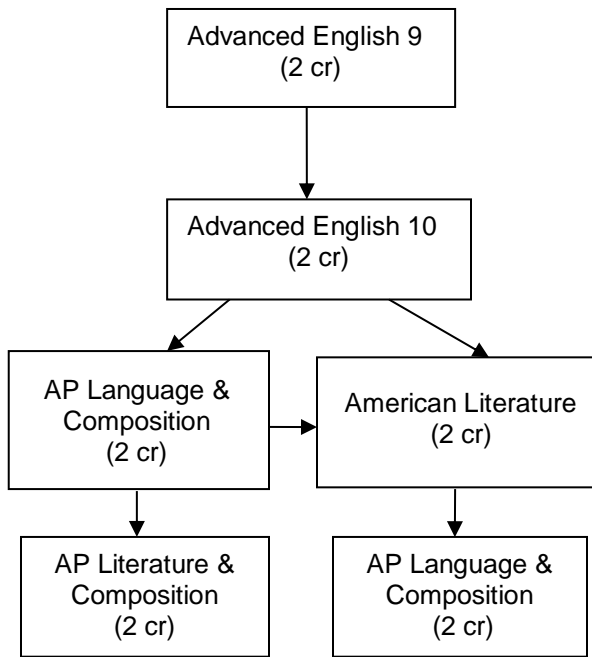 Advanced English 9
(2 cr)
Advanced English 10
(2 cr)
AP Language &
Composition
(2 cr)
American Literature
(2 cr)
AP Literature &
Composition
(2 cr)
AP Language &
Composition
(2 cr)